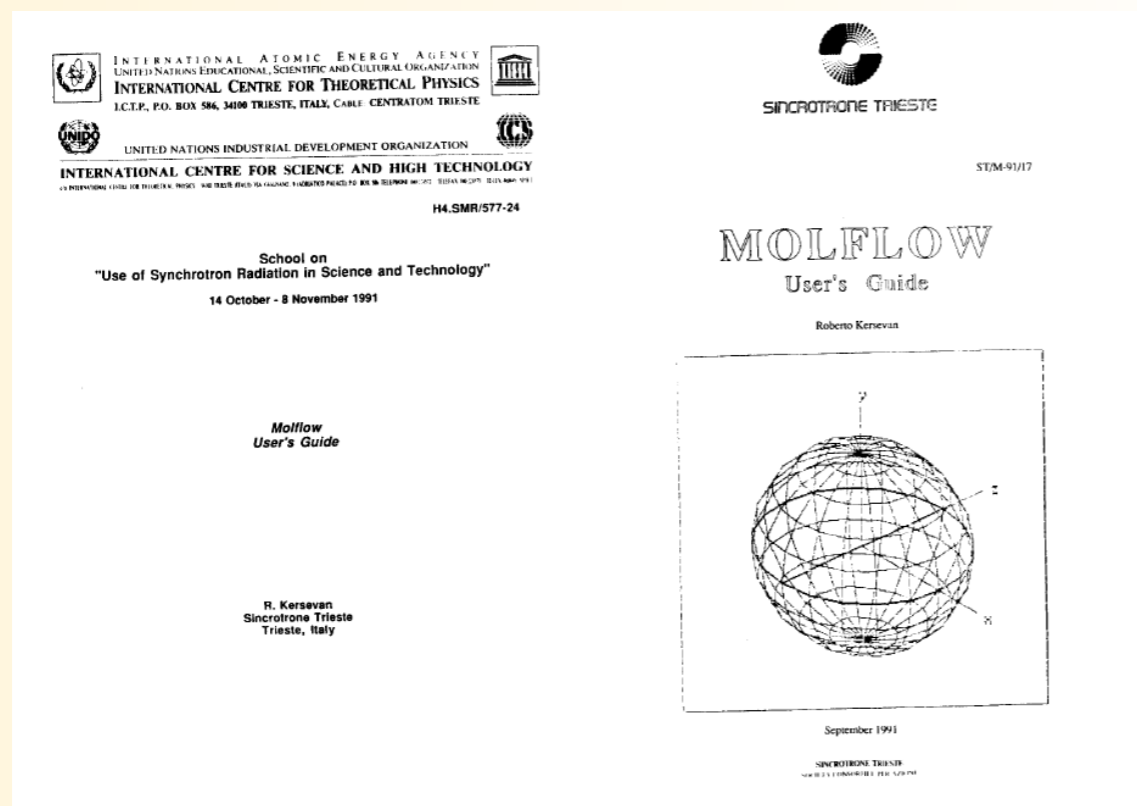 INTERNATIONAL ATOMIC ENERGY AGENCY
UNITED NATIONS EDUCATIONAL, SCIENTIFIC AND CULTURAL ORGANIZATION
INTERNATIONAL CENTRE FOR THEORETICAL PHYSICS
I.C.T.P., P.O. BOX 586, 34100 TRIESTE, ITALY, CABLE CENTRATOM TRIESTE
UNIDO
ICS
UNITED NATIONS INDUSTRIAL DEVELOPMENT ORGANIZATION
INTERNATIONAL CENTRE FOR SCIENCE AND HIGH TECHNOLOGY
H4.SMR/577-24
School on
"Use of Synchrotron Radiation in Science and Technology"
14 October - 8 November 1991
Molflow
User's Guide
R. Kersevan
Sincrotrone Trieste
Trieste, Italy
SINCROTRONE TRIESTE
ST/M-91/17
MOLFLOW
User's Guide
Roberto Kersevan
y
z
x
September 1991
SINCROTRONE TRIESTE